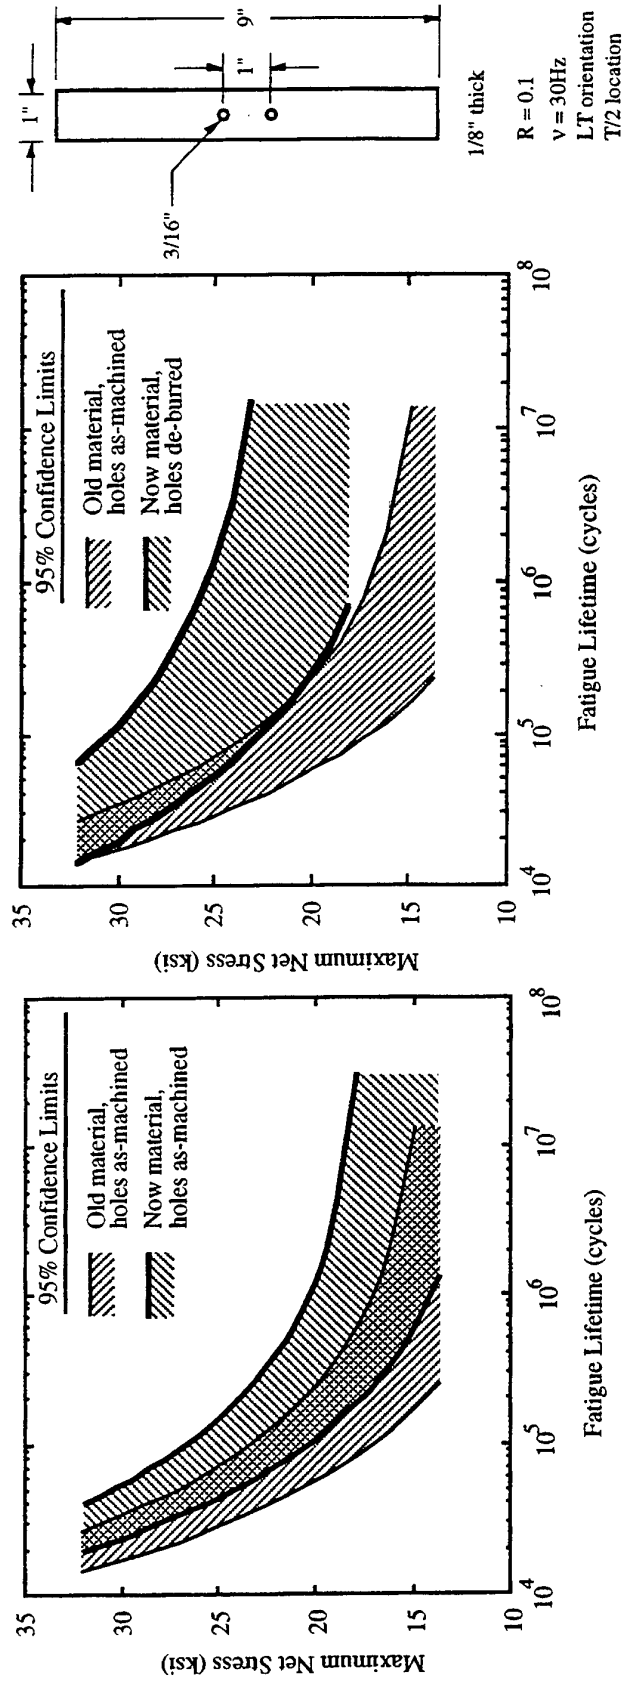 35
30
25
20
15
10
Maximum Net Stress (ksi)
10^4
10^5
10^6
10^7
10^8
Fatigue Lifetime (cycles)
95% Confidence Limits
Old material,
holes as-machined
Now material,
holes as-machined
35
30
25
20
15
10
Maximum Net Stress (ksi)
10^4
10^5
10^6
10^7
10^8
Fatigue Lifetime (cycles)
95% Confidence Limits
Old material,
holes as-machined
Now material,
holes de-burred
1"
9"
1"
3/16"
1/8" thick
R = 0.1
ν = 30Hz
LT orientation
T/2 location